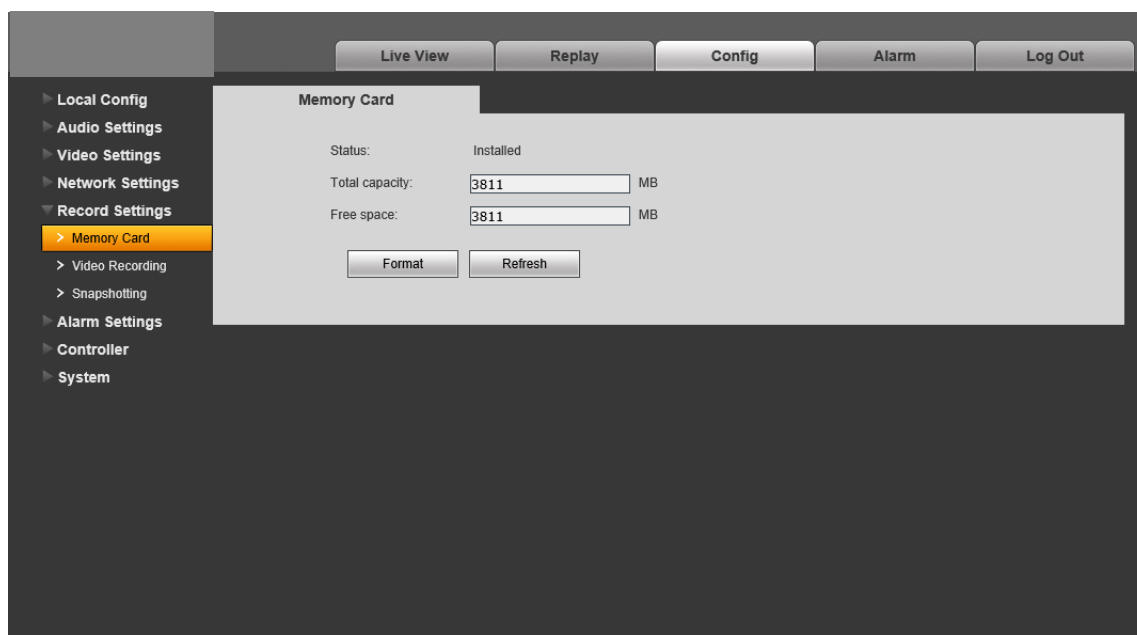 Live View Replay Config Alarm Log Out
Local Config
Audio Settings
Video Settings
Network Settings
Record Settings
> Memory Card
> Video Recording
> Snapshotting
Alarm Settings
Controller
System
Memory Card
Status: Installed
Total capacity: 3811 MB
Free space: 3811 MB
Format Refresh